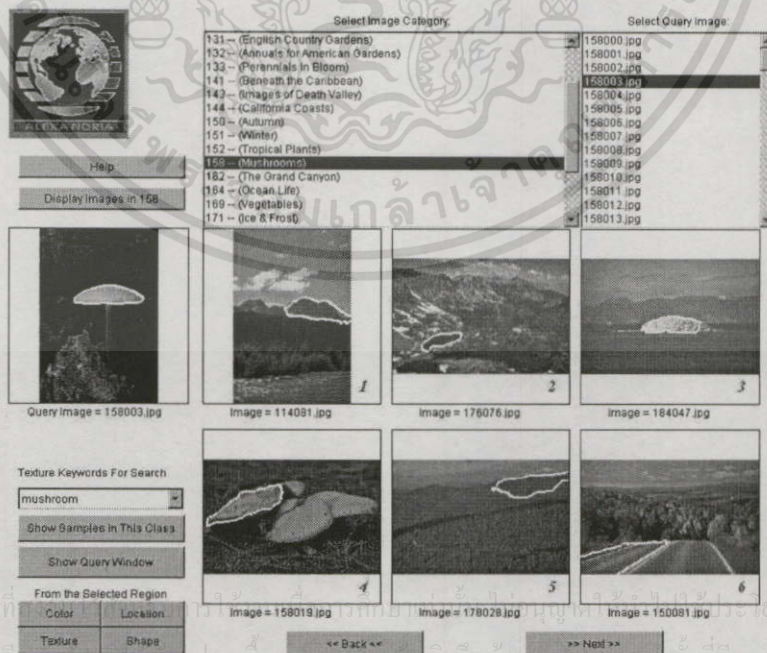 Select Image Category:
Select Query Image:
131 -- (English Country Gardens)
132 -- (Annuals for American Gardens)
133 -- (Perennials in Bloom)
141 -- (Beneath the Caribbean)
143 -- (Images of Death Valley)
144 -- (California Coasts)
150 -- (Autumn)
151 -- (Winter)
152 -- (Tropical Plants)
158 -- (Mushrooms)
162 -- (The Grand Canyon)
164 -- (Ocean Life)
169 -- (Vegetables)
171 -- (Ice & Frost)
158000.jpg
158001.jpg
158002.jpg
158003.jpg
158004.jpg
158005.jpg
158006.jpg
158007.jpg
158008.jpg
158009.jpg
158010.jpg
158011.jpg
158012.jpg
158013.jpg
ALEXANDRIA
Help
Display Images in 158
1
2
3
Query Image = 158003.jpg
Image = 114081.jpg
Image = 176076.jpg
Image = 184047.jpg
Texture Keywords For Search
mushroom
Show Samples in This Class
Show Query Window
From the Selected Region
Color
Location
Texture
Shape
4
5
6
Image = 158019.jpg
Image = 178028.jpg
Image = 150081.jpg
<< Back <<
>> Next >>